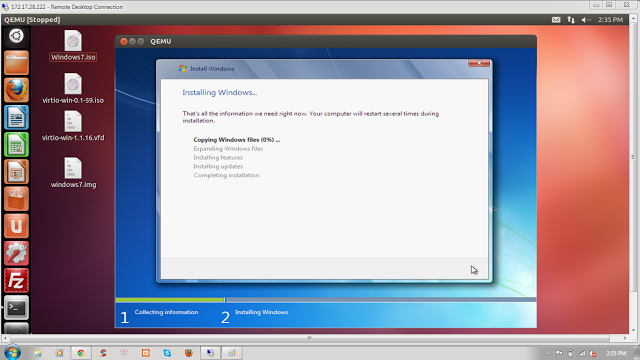 172.17.28.222 - Remote Desktop Connection
QEMU [Stopped]
2:35 PM
Windows7.iso
virtio-win-0.1-59.iso
virtio-win-1.1.16.vfd
windows7.img
QEMU
Install Windows
Installing Windows...
That's all the information we need right now. Your computer will restart several times during
installation.
Copying Windows files (0%) ...
Expanding Windows files
Installing features
Installing updates
Completing installation
1 Collecting information
2 Installing Windows
2:35 PM